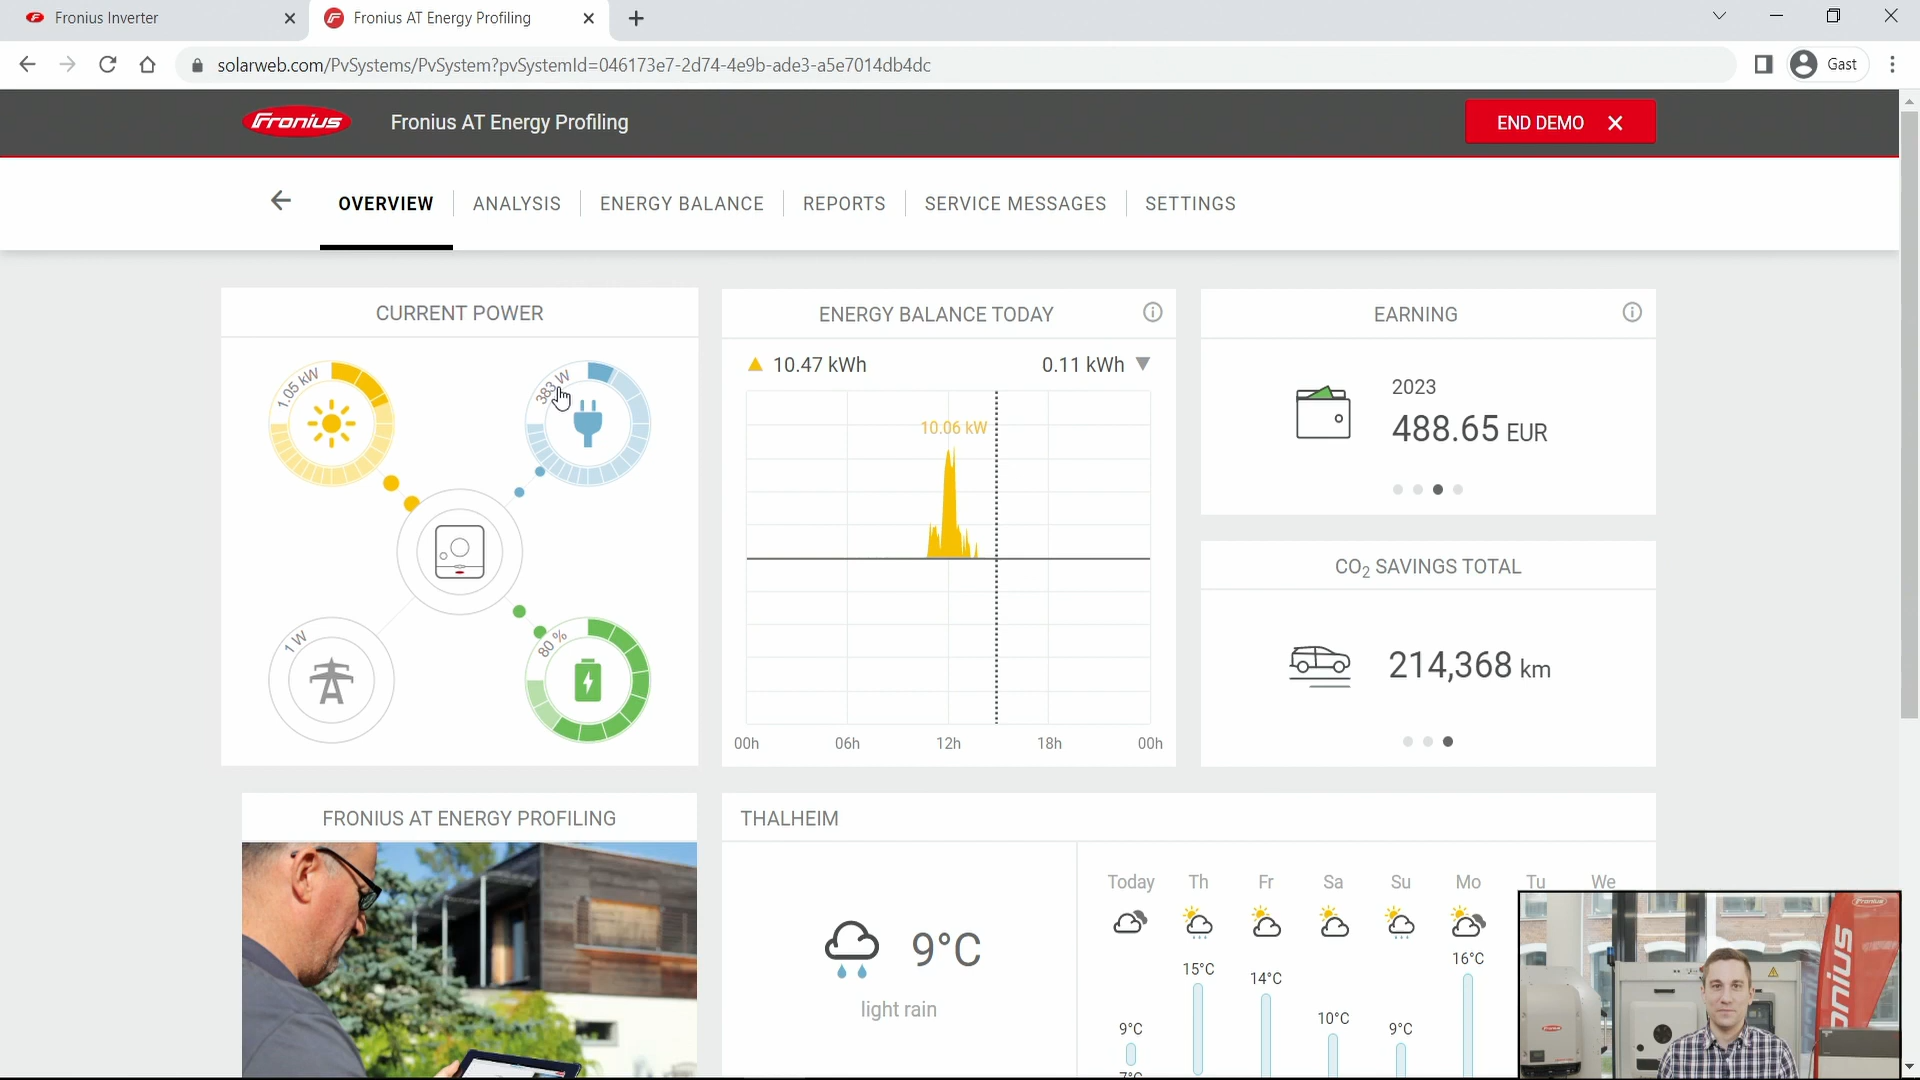 Fronius Inverter
Fronius AT Energy Profiling
solarweb.com/PvSystems/PvSystem?pvSystemId=046173e7-2d74-4e9b-ade3-a5e7014db4dc
Gast
Fronius
Fronius AT Energy Profiling
END DEMO
OVERVIEW
ANALYSIS
ENERGY BALANCE
REPORTS
SERVICE MESSAGES
SETTINGS
CURRENT POWER
1.05 kW
383 W
1 W
80 %
ENERGY BALANCE TODAY
10.47 kWh
0.11 kWh
10.06 kW
00h 06h 12h 18h 00h
EARNING
2023
488.65 EUR
CO₂ SAVINGS TOTAL
214,368 km
FRONIUS AT ENERGY PROFILING
THALHEIM
9°C
light rain
Today Th Fr Sa Su Mo Tu We
16°C
15°C
14°C
10°C
9°C
9°C
7°C